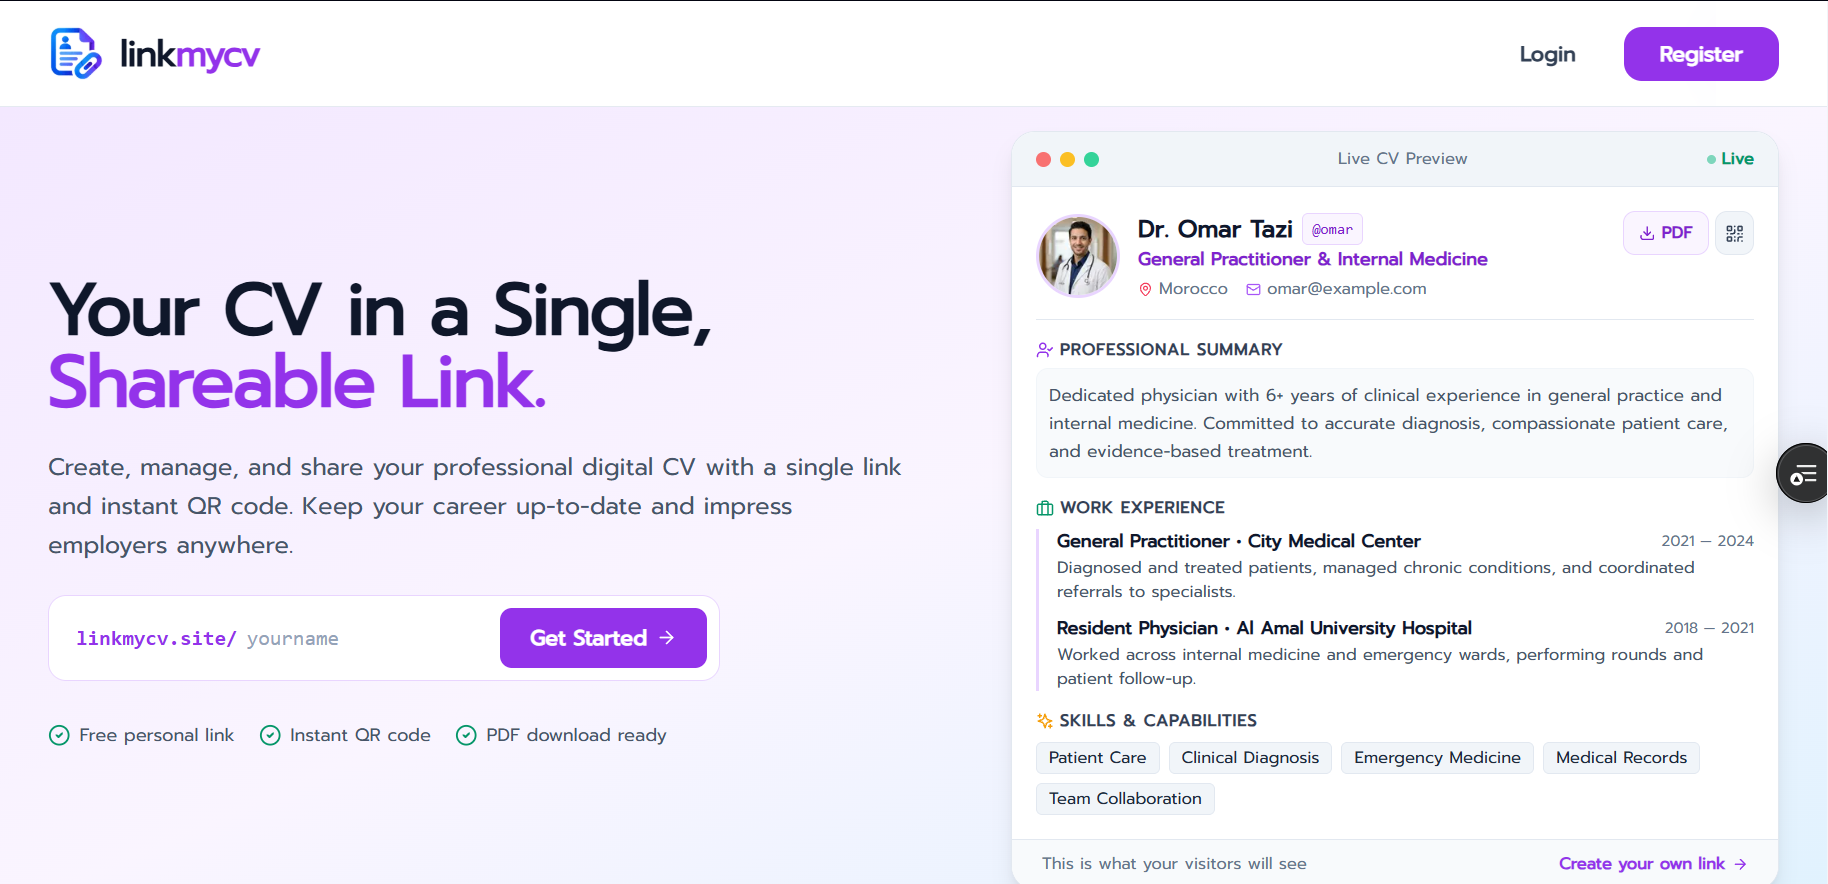 linkmycv
Login
Register
Your CV in a Single,
Shareable Link.
Create, manage, and share your professional digital CV with a single link
and instant QR code. Keep your career up-to-date and impress
employers anywhere.
linkmycv.site/ yourname
Get Started →
Free personal link
Instant QR code
PDF download ready
Live CV Preview
Live
Dr. Omar Tazi @omar
PDF
General Practitioner & Internal Medicine
Morocco omar@example.com
PROFESSIONAL SUMMARY
Dedicated physician with 6+ years of clinical experience in general practice and
internal medicine. Committed to accurate diagnosis, compassionate patient care,
and evidence-based treatment.
WORK EXPERIENCE
General Practitioner • City Medical Center 2021 — 2024
Diagnosed and treated patients, managed chronic conditions, and coordinated
referrals to specialists.
Resident Physician • Al Amal University Hospital 2018 — 2021
Worked across internal medicine and emergency wards, performing rounds and
patient follow-up.
SKILLS & CAPABILITIES
Patient Care Clinical Diagnosis Emergency Medicine Medical Records
Team Collaboration
This is what your visitors will see
Create your own link →